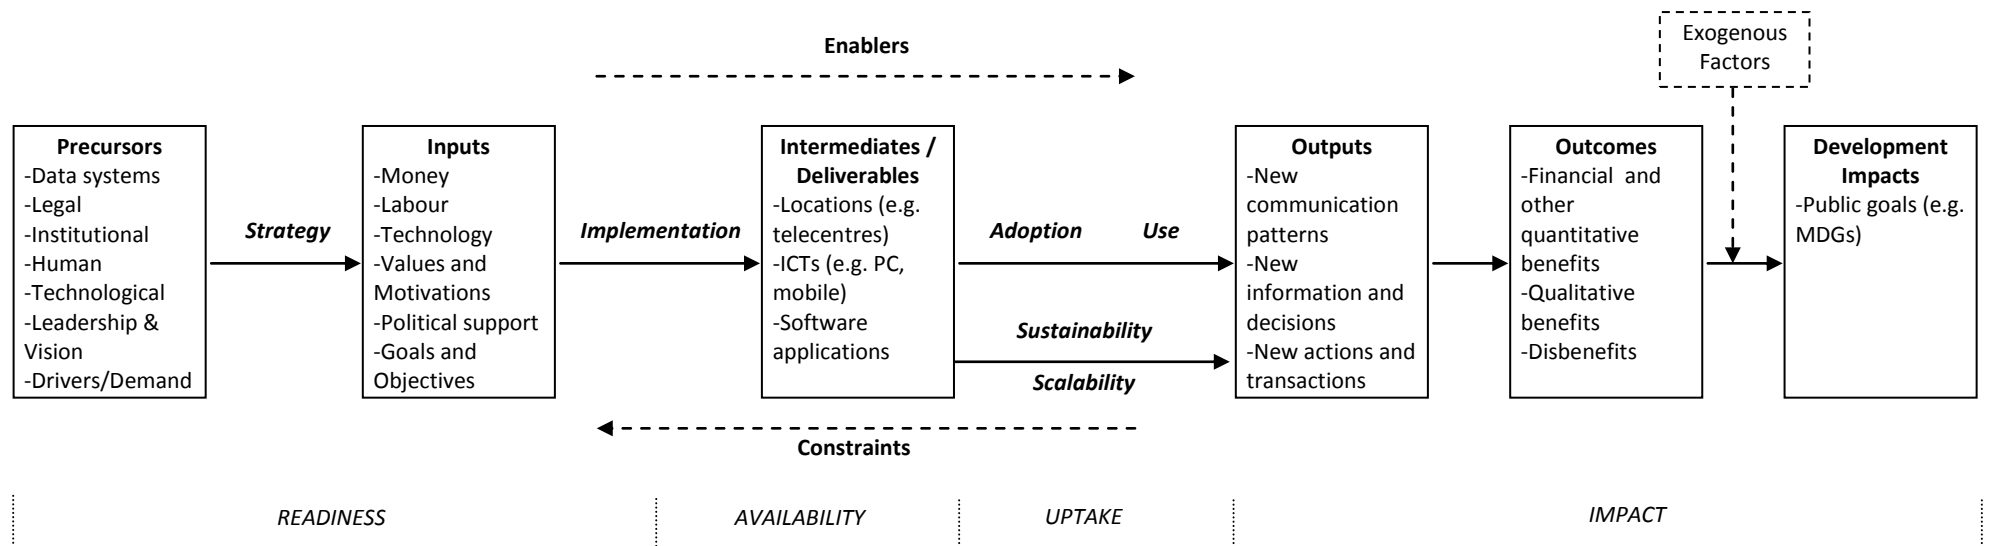 Enablers
Exogenous
Factors
Precursors
-Data systems
-Legal
-Institutional
-Human
-Technological
-Leadership &
Vision
-Drivers/Demand
Strategy
Inputs
-Money
-Labour
-Technology
-Values and
Motivations
-Political support
-Goals and
Objectives
Implementation
Intermediates /
Deliverables
-Locations (e.g.
telecentres)
-ICTs (e.g. PC,
mobile)
-Software
applications
Adoption Use
Sustainability
Scalability
Outputs
-New
communication
patterns
-New
information and
decisions
-New actions and
transactions
Outcomes
-Financial and
other
quantitative
benefits
-Qualitative
benefits
-Disbenefits
Development
Impacts
-Public goals (e.g.
MDGs)
Constraints
READINESS
AVAILABILITY
UPTAKE
IMPACT